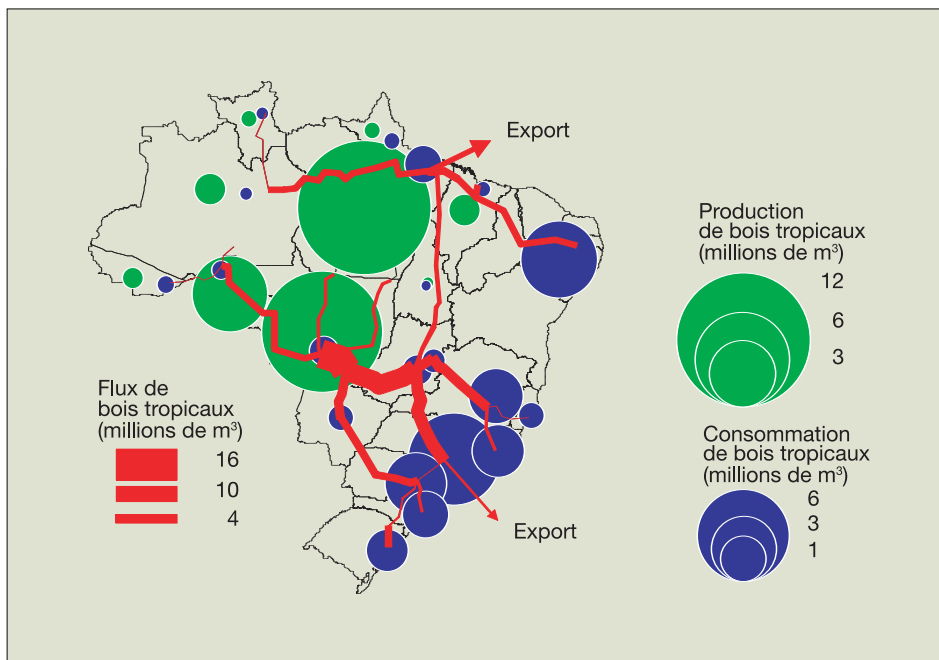 Export
Production
de bois tropicaux
(millions de m³)
12
6
3
Flux de
bois tropicaux
(millions de m³)
16
10
4
Consommation
de bois tropicaux
(millions de m³)
6
3
1
Export